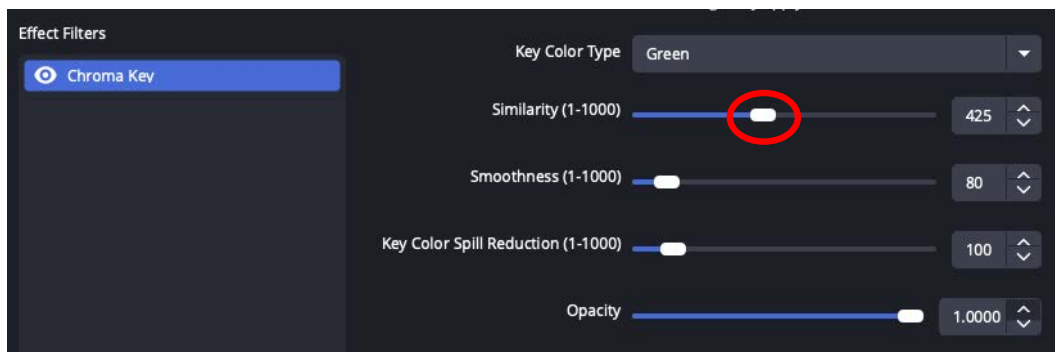 Effect Filters
Chroma Key
Key Color Type Green
Similarity (1-1000) 425
Smoothness (1-1000) 80
Key Color Spill Reduction (1-1000) 100
Opacity 1.0000